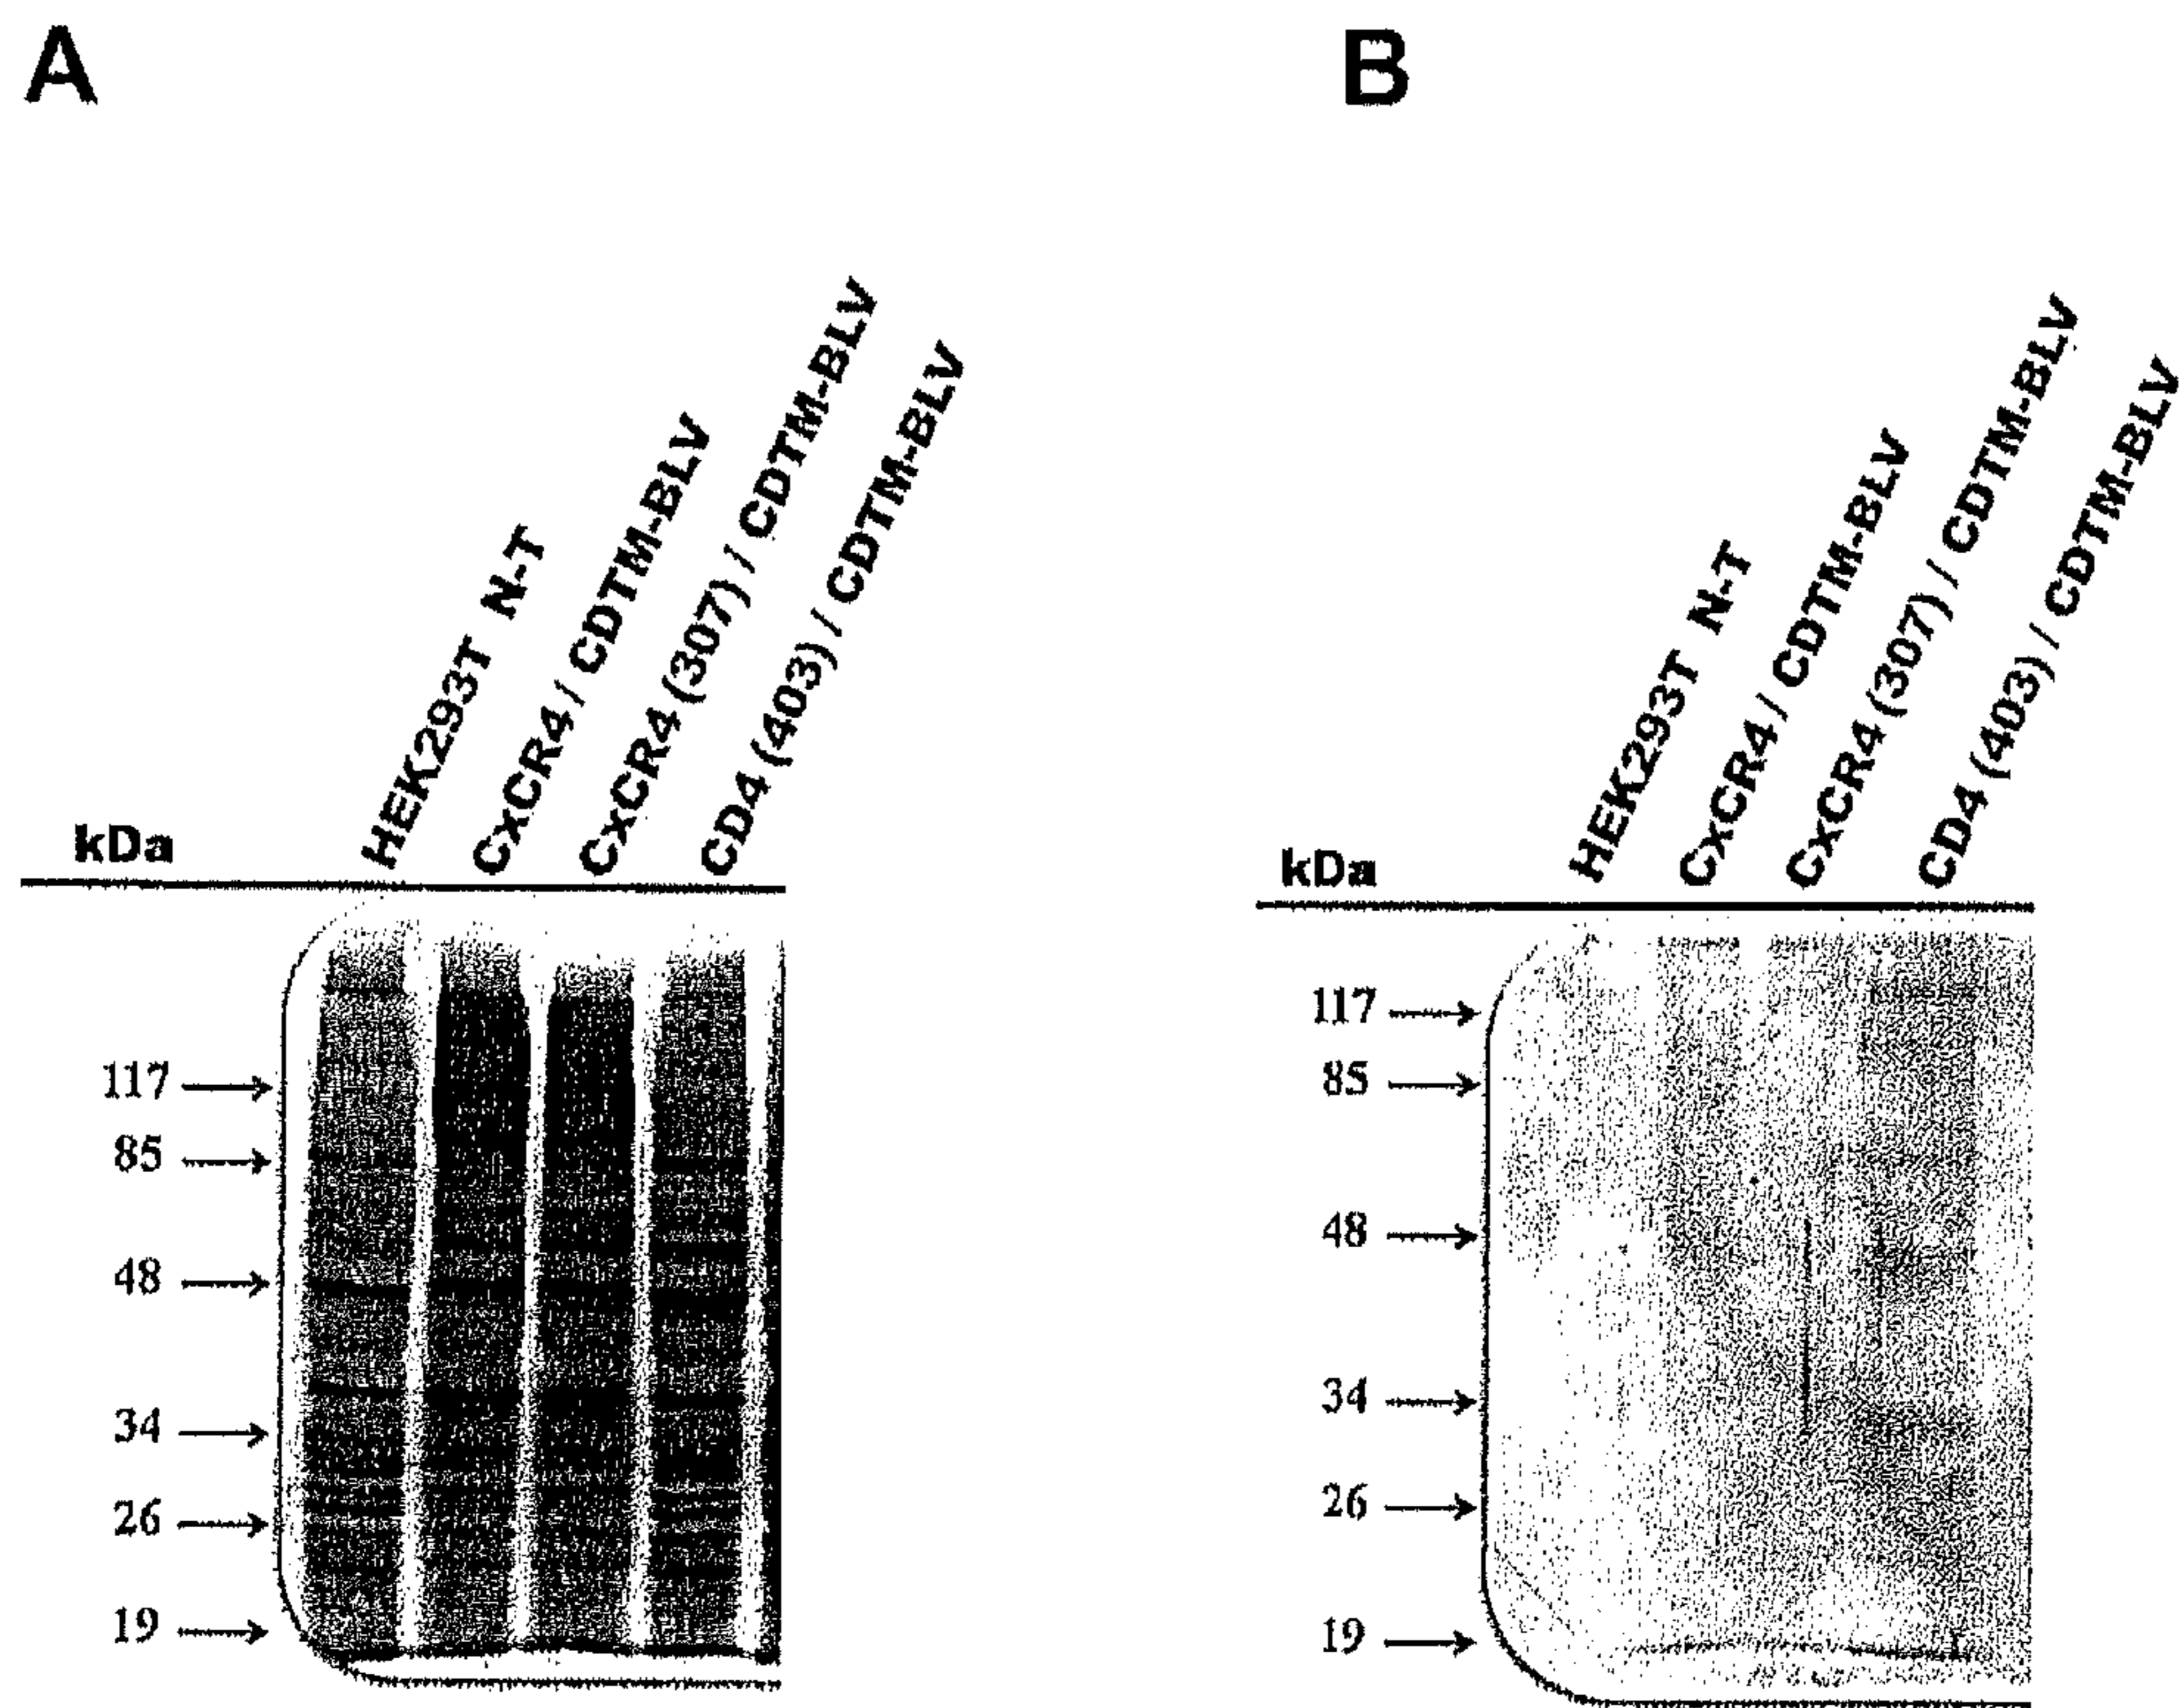 A
HEK293T N-T
CxCR4 / CDTM-BLV
CxCR4 (307) / CDTM-BLV
CD4 (403) / CDTM-BLV
kDa
117
85
48
34
26
19
B
HEK293T N-T
CxCR4 / CDTM-BLV
CxCR4 (307) / CDTM-BLV
CD4 (403) / CDTM-BLV
kDa
117
85
48
34
26
19